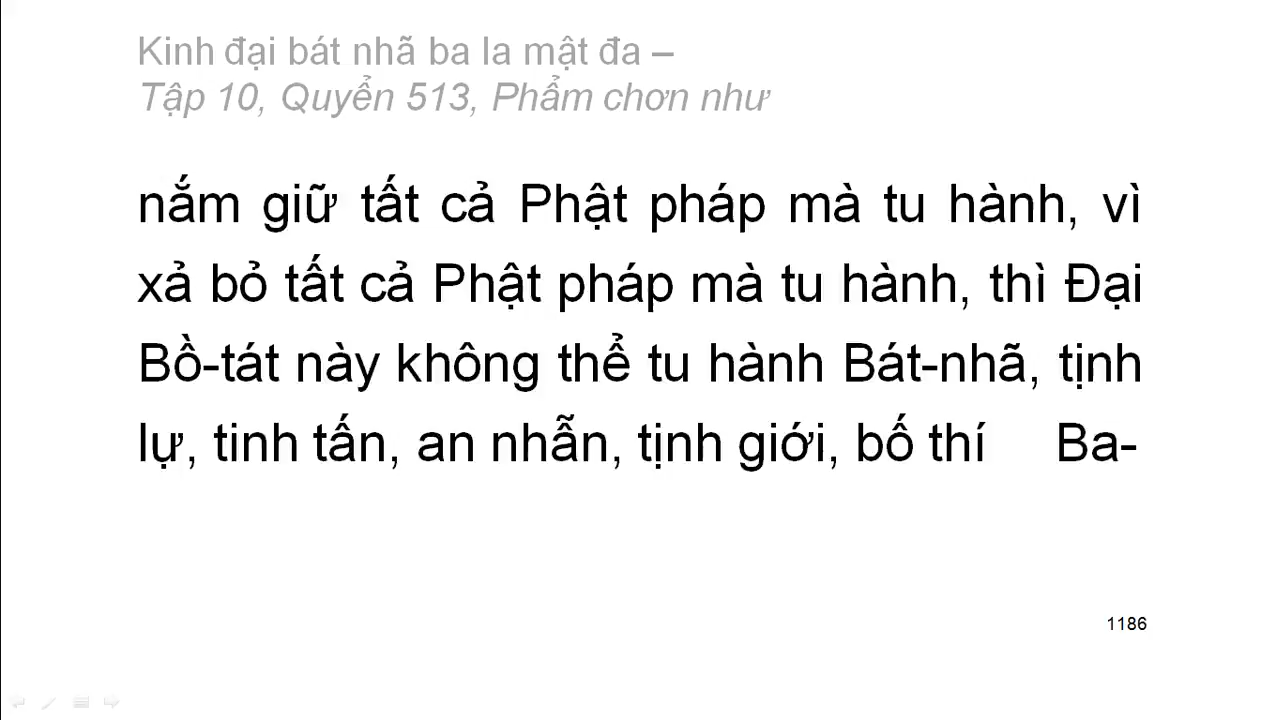 Kinh đại bát nhã ba la mật đa –
Tập 10, Quyển 513, Phẩm chơn như
nắm giữ tất cả Phật pháp mà tu hành, vì
xả bỏ tất cả Phật pháp mà tu hành, thì Đại
Bồ-tát này không thể tu hành Bát-nhã, tịnh
lự, tinh tấn, an nhẫn, tịnh giới, bố thí Ba-
1186